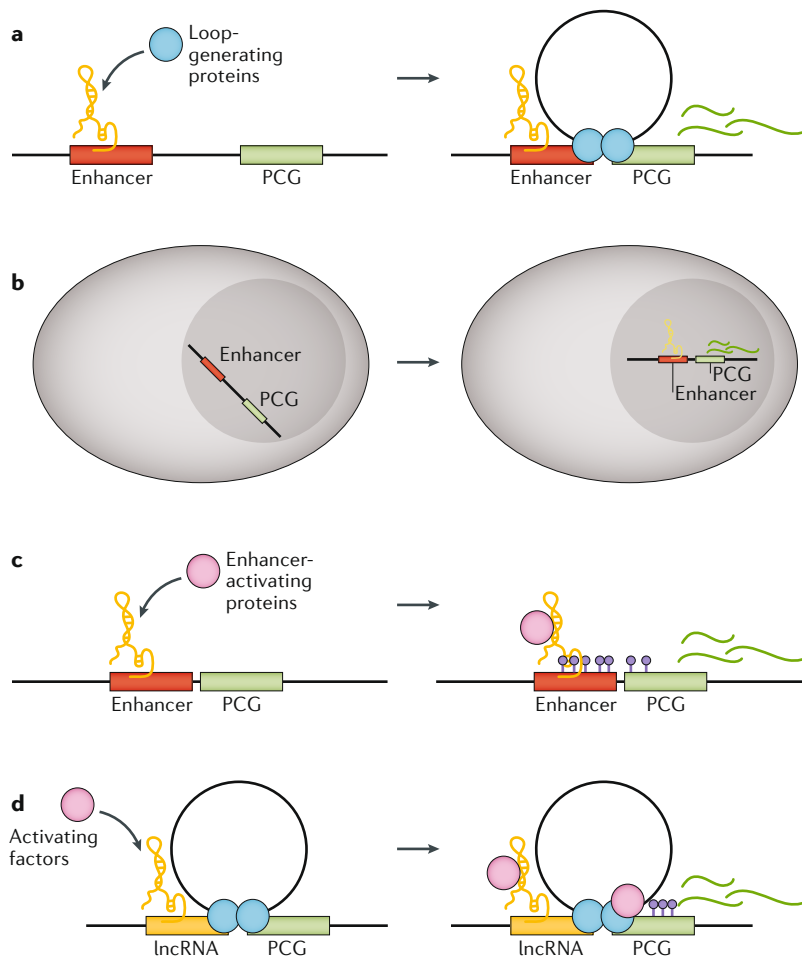 a
Loop-
generating
proteins
Enhancer
PCG
Enhancer
PCG
b
Enhancer
PCG
PCG
Enhancer
c
Enhancer-
activating
proteins
Enhancer
PCG
Enhancer
PCG
d
Activating
factors
lncRNA
PCG
lncRNA
PCG